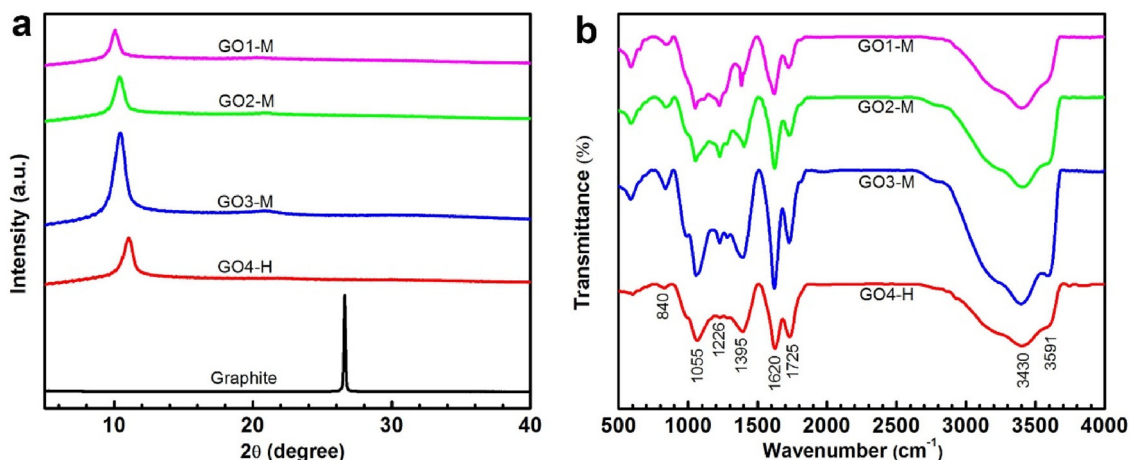 a
Intensity (a.u.)
GO1-M
GO2-M
GO3-M
GO4-H
Graphite
10 20 30 40
2θ (degree)
b
Transmittance (%)
GO1-M
GO2-M
GO3-M
GO4-H
840
1055
1226
1395
1620
1725
3430
3591
500 1000 1500 2000 2500 3000 3500 4000
Wavenumber (cm⁻¹)